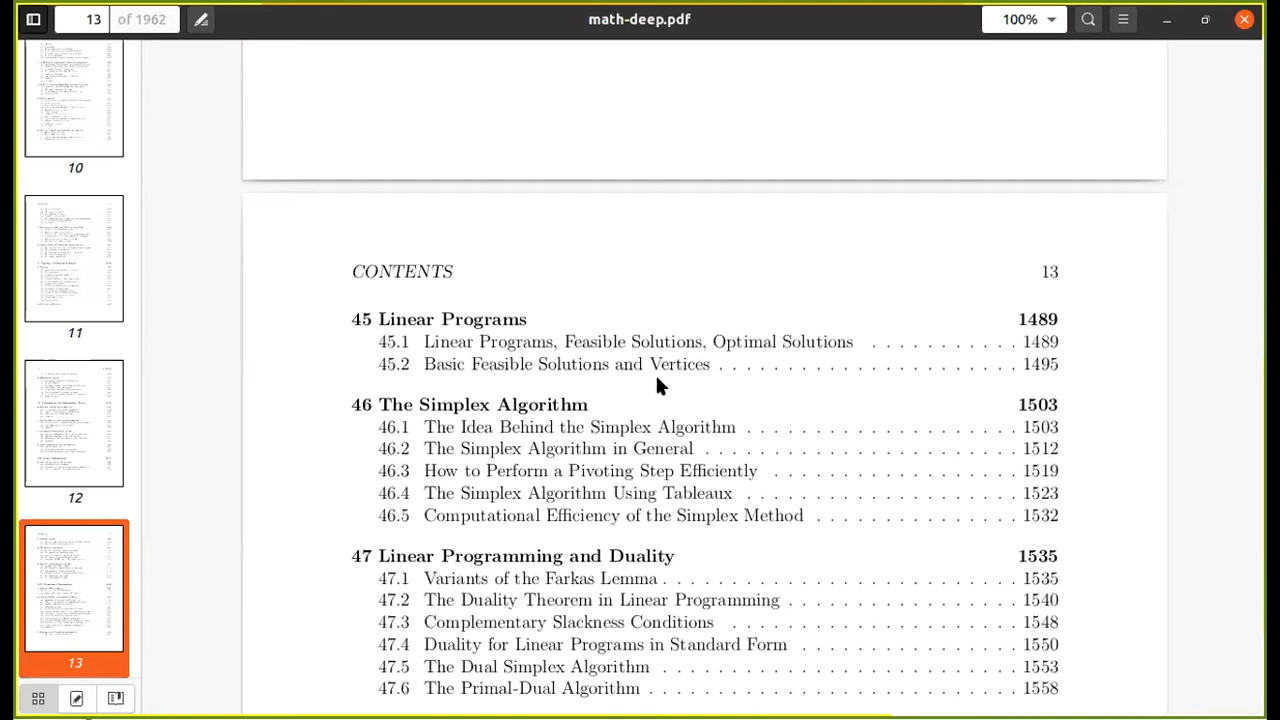 13 of 1962
math-deep.pdf
100%
10
11
12
13
CONTENTS 13
45 Linear Programs 1489
45.1 Linear Programs, Feasible Solutions, Optimal Solutions . . . . . . . . . . . 1489
45.2 Basic Feasible Solutions and Vertices . . . . . . . . . . . . . . . . . . . . . 1495
46 The Simplex Algorithm 1503
46.1 The Idea Behind the Simplex Algorithm . . . . . . . . . . . . . . . . . . . 1503
46.2 The Simplex Algorithm in General . . . . . . . . . . . . . . . . . . . . . . 1512
46.3 How to Perform a Pivoting Step Efficiently . . . . . . . . . . . . . . . . . . 1519
46.4 The Simplex Algorithm Using Tableaux . . . . . . . . . . . . . . . . . . . 1523
46.5 Computational Efficiency of the Simplex Method . . . . . . . . . . . . . . 1532
47 Linear Programming and Duality 1535
47.1 Variants of the Farkas Lemma . . . . . . . . . . . . . . . . . . . . . . . . . 1535
47.2 The Duality Theorem in Linear Programming . . . . . . . . . . . . . . . . 1540
47.3 Complementary Slackness Conditions . . . . . . . . . . . . . . . . . . . . 1548
47.4 Duality for Linear Programs in Standard Form . . . . . . . . . . . . . . . 1550
47.5 The Dual Simplex Algorithm . . . . . . . . . . . . . . . . . . . . . . . . . 1553
47.6 The Primal-Dual Algorithm . . . . . . . . . . . . . . . . . . . . . . . . . . 1558